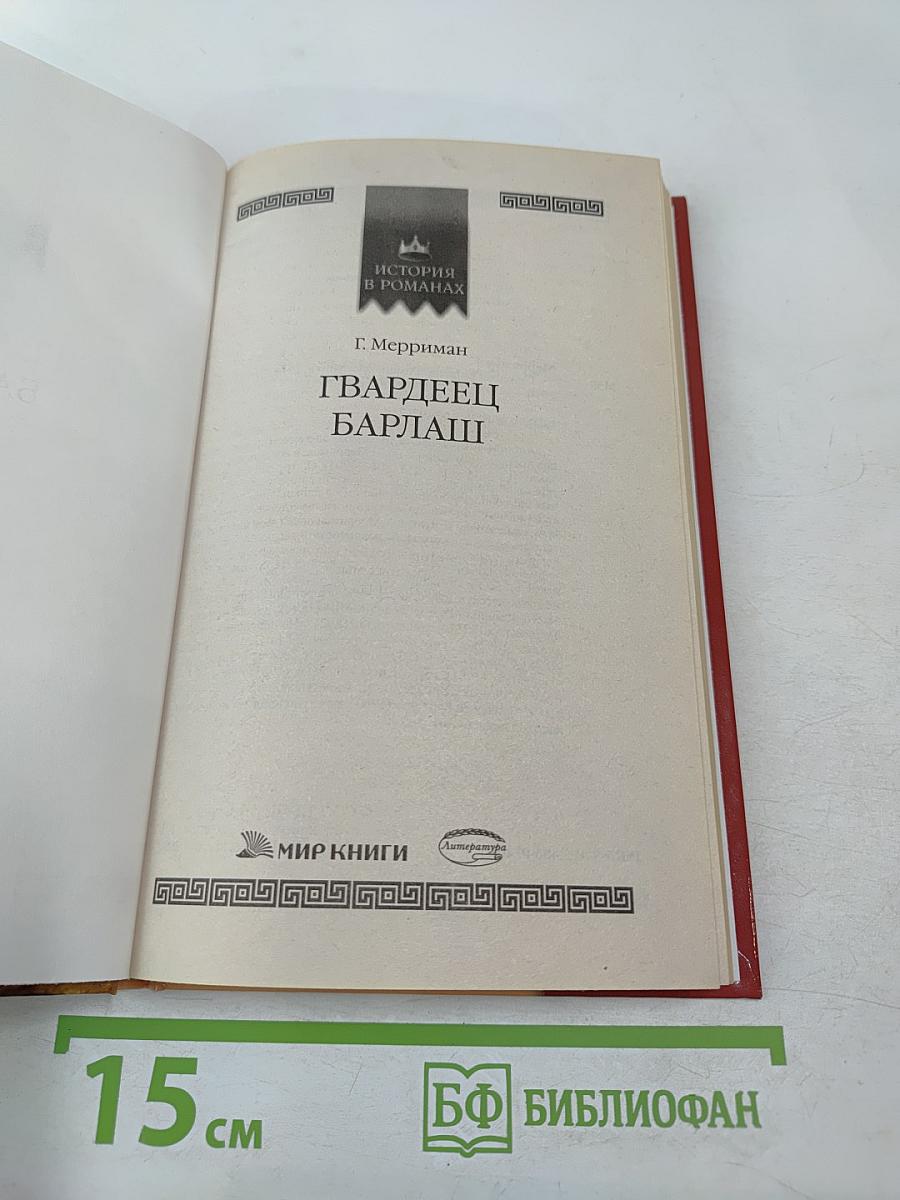 ИСТОРИЯ
В РОМАНАХ
Г. Мерриман
ГВАРДЕЕЦ
БАРЛАШ
МИР КНИГИ
Литература
15 см
БФ БИБЛИОФАН